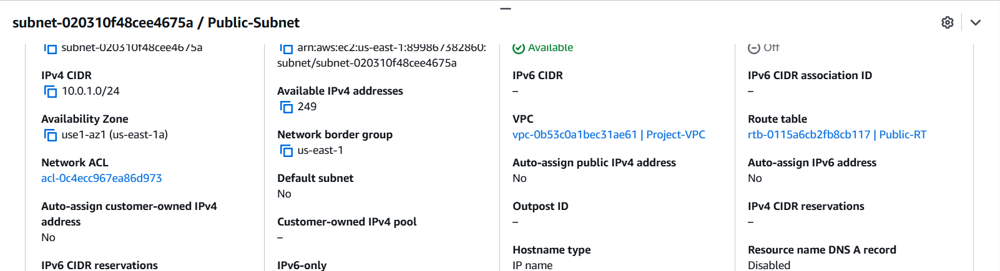 subnet-020310f48cee4675a / Public-Subnet
subnet-020310f48cee4675a
IPv4 CIDR
10.0.1.0/24
Availability Zone
use1-az1 (us-east-1a)
Network ACL
acl-0c4ecc967ea86d973
Auto-assign customer-owned IPv4
address
No
IPv6 CIDR reservations
arn:aws:ec2:us-east-1:899867382860:
subnet/subnet-020310f48cee4675a
Available IPv4 addresses
249
Network border group
us-east-1
Default subnet
No
Customer-owned IPv4 pool
–
IPv6-only
Available
IPv6 CIDR
–
VPC
vpc-0b53c0a1bec31ae61 | Project-VPC
Auto-assign public IPv4 address
No
Outpost ID
–
Hostname type
IP name
Off
IPv6 CIDR association ID
–
Route table
rtb-0115a6cb2fb8cb117 | Public-RT
Auto-assign IPv6 address
No
IPv4 CIDR reservations
–
Resource name DNS A record
Disabled